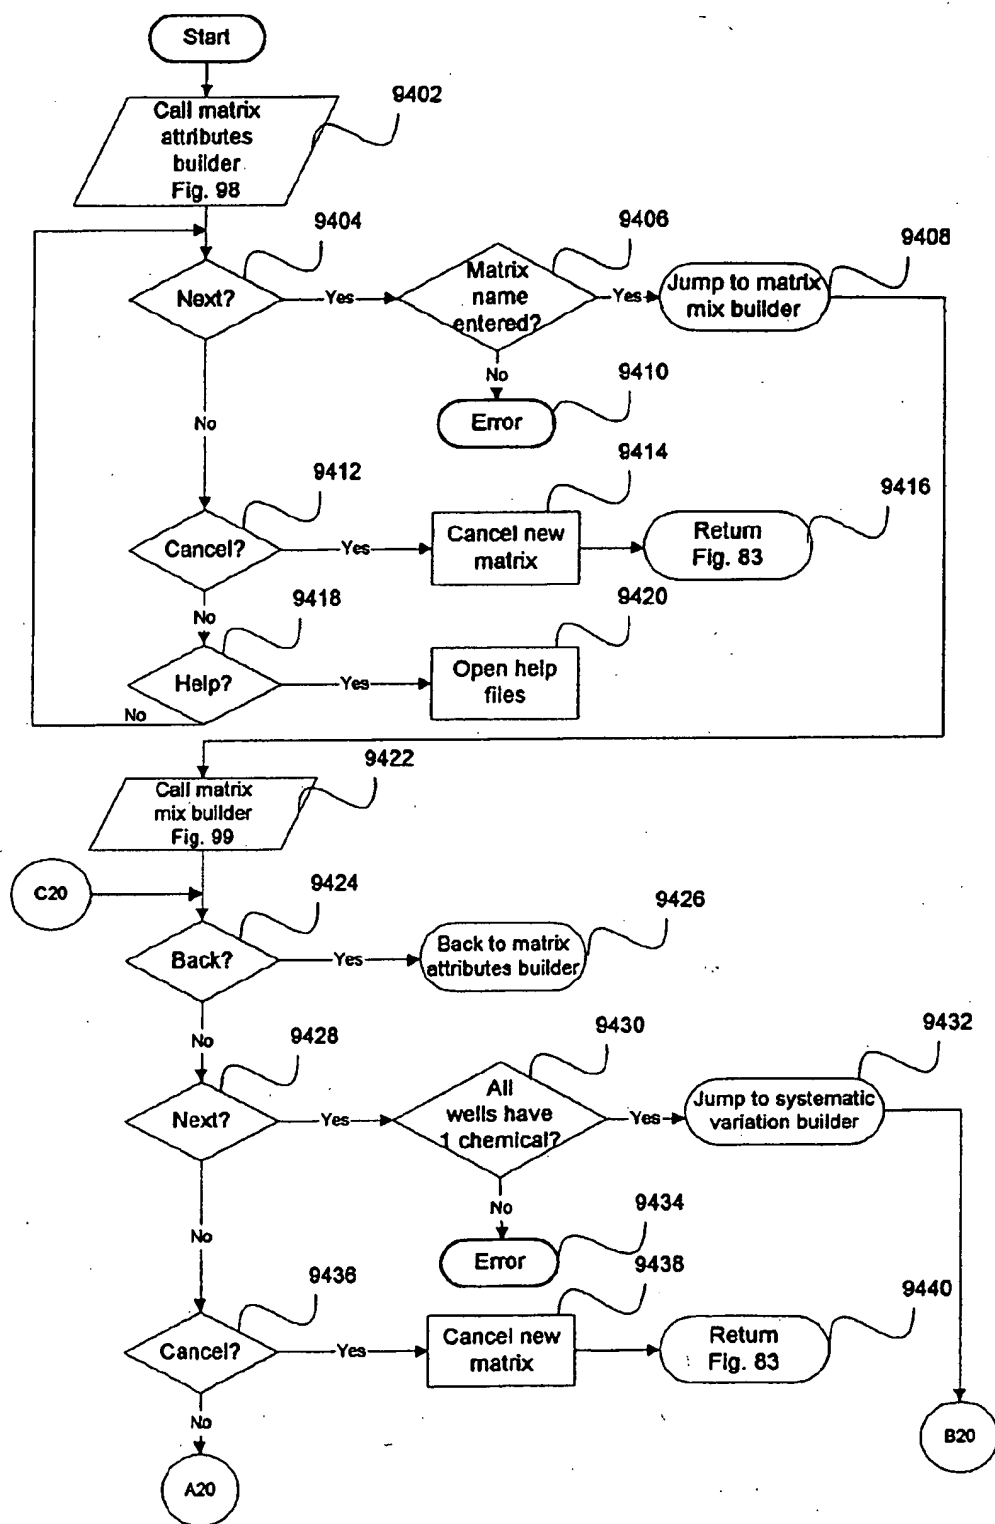 Start
9402
Call matrix
attributes
builder
Fig. 98
9404
9406
9408
Next?
Yes
Matrix
name
entered?
Yes
Jump to matrix
mix builder
No
9410
Error
No
9412
9414
9416
Cancel?
Yes
Cancel new
matrix
Return
Fig. 83
No
9418
9420
Help?
Yes
Open help
files
No
9422
Call matrix
mix builder
Fig. 99
C20
9424
9426
Back?
Yes
Back to matrix
attributes builder
No
9428
9430
9432
Next?
Yes
All
wells have
1 chemical?
Yes
Jump to systematic
variation builder
No
9434
Error
No
9436
9438
9440
Cancel?
Yes
Cancel new
matrix
Return
Fig. 83
No
A20
B20